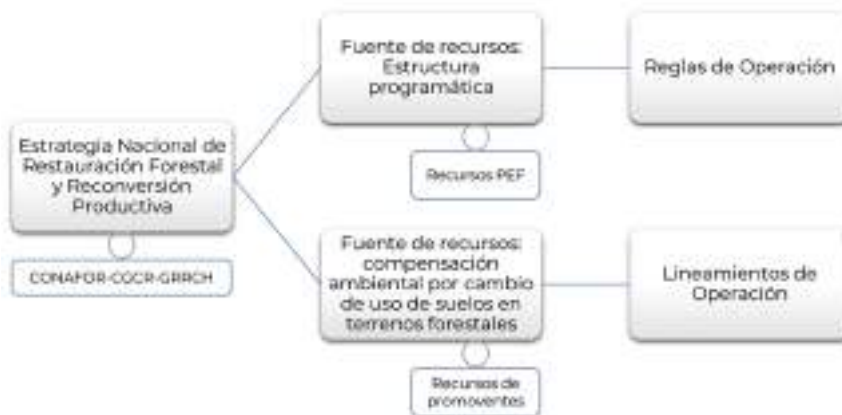 Estrategia Nacional de
Restauración Forestal
y Reconversión
Productiva
CONAFOR-CGCR-GRRCH
Fuente de recursos:
Estructura
programática
Recursos PEF
Reglas de Operación
Fuente de recursos:
compensación
ambiental por cambio
de uso de suelos en
terrenos forestales
Recursos de
promoventes
Lineamientos de
Operación